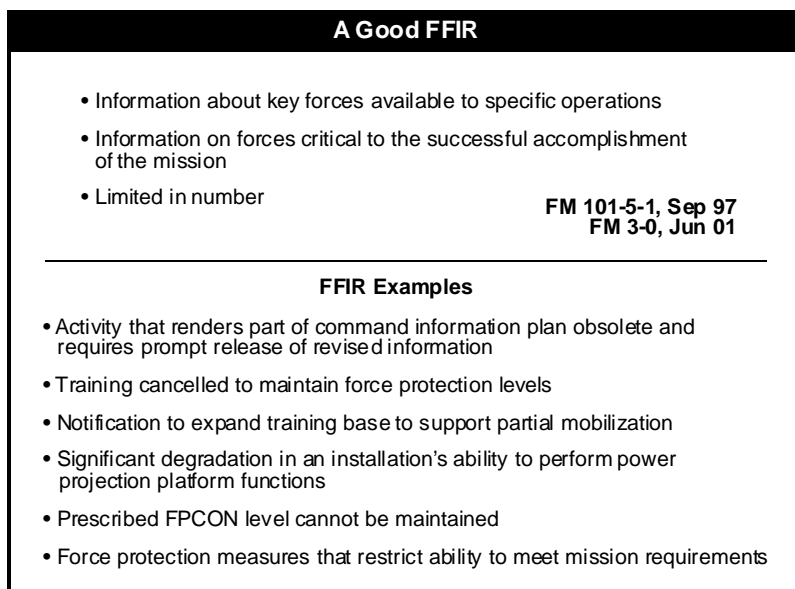 A Good FFIR
• Information about key forces available to specific operations
• Information on forces critical to the successful accomplishment
of the mission
• Limited in number
FM 101-5-1, Sep 97
FM 3-0, Jun 01
FFIR Examples
• Activity that renders part of command information plan obsolete and
requires prompt release of revised information
• Training cancelled to maintain force protection levels
• Notification to expand training base to support partial mobilization
• Significant degradation in an installation's ability to perform power
projection platform functions
• Prescribed FPCON level cannot be maintained
• Force protection measures that restrict ability to meet mission requirements